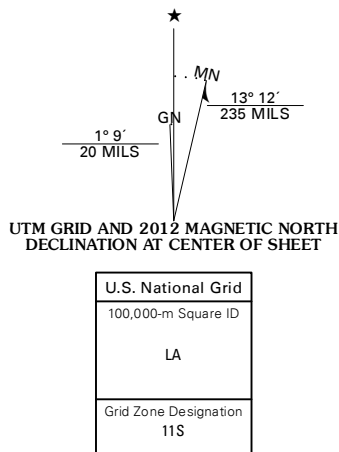 ★
MN
GN
13° 12´
235 MILS
1° 9´
20 MILS
UTM GRID AND 2012 MAGNETIC NORTH
DECLINATION AT CENTER OF SHEET
U.S. National Grid
100,000-m Square ID
LA
Grid Zone Designation
11S